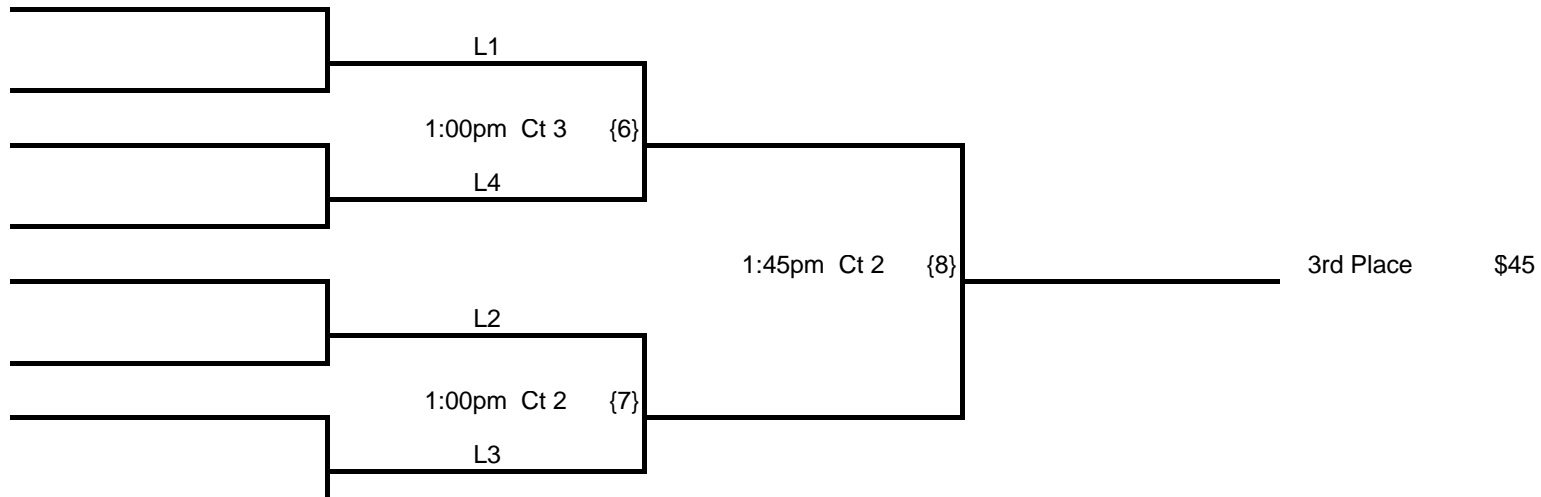 L1
1:00pm Ct 3 {6}
L4
1:45pm Ct 2 {8} 3rd Place $45
L2
1:00pm Ct 2 {7}
L3